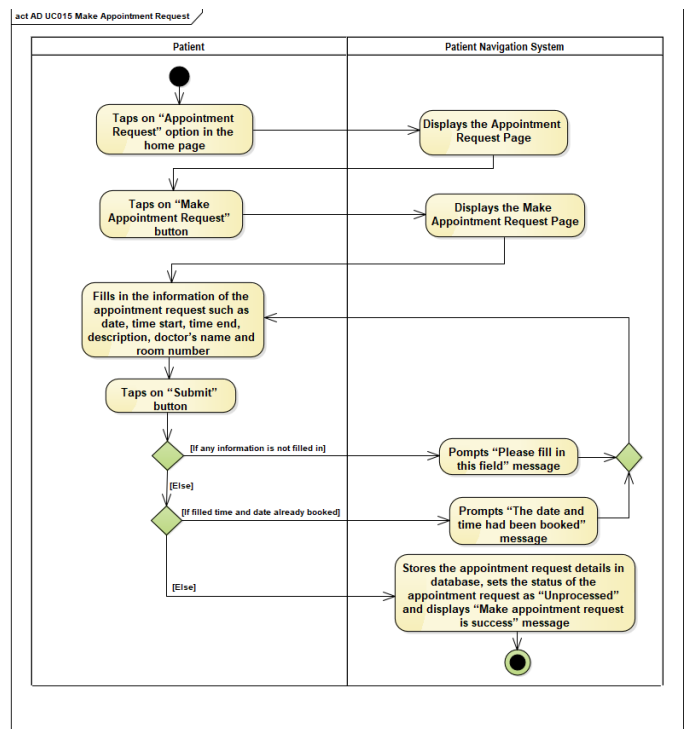 act AD UC015 Make Appointment Request
Patient
Patient Navigation System
Taps on “Appointment
Request” option in the
home page
Displays the Appointment
Request Page
Taps on “Make
Appointment Request”
button
Displays the Make
Appointment Request Page
Fills in the information of the
appointment request such as
date, time start, time end,
description, doctor's name and
room number
Taps on “Submit”
button
[If any information is not filled in]
Pompts “Please fill in
this field” message
[Else]
[If filled time and date already booked]
Prompts “The date and
time had been booked”
message
[Else]
Stores the appointment request details in
database, sets the status of the
appointment request as “Unprocessed”
and displays “Make appointment request
is success” message